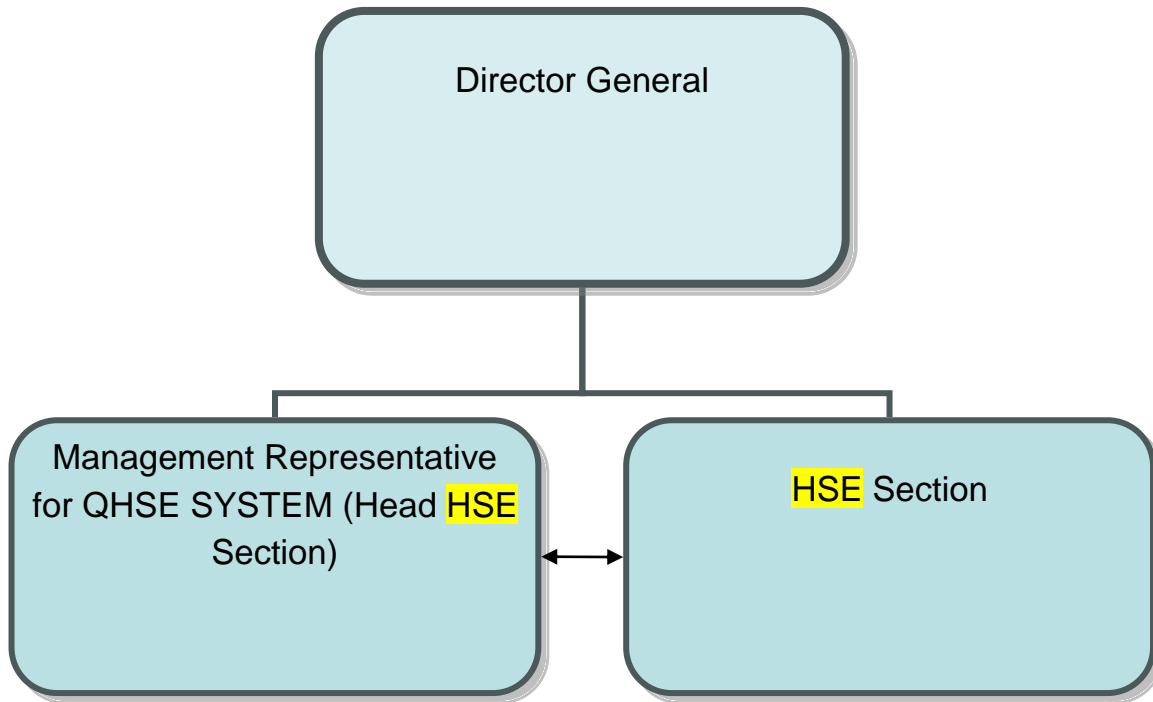 Director General
Management Representative
for QHSE SYSTEM (Head HSE
Section)
HSE Section